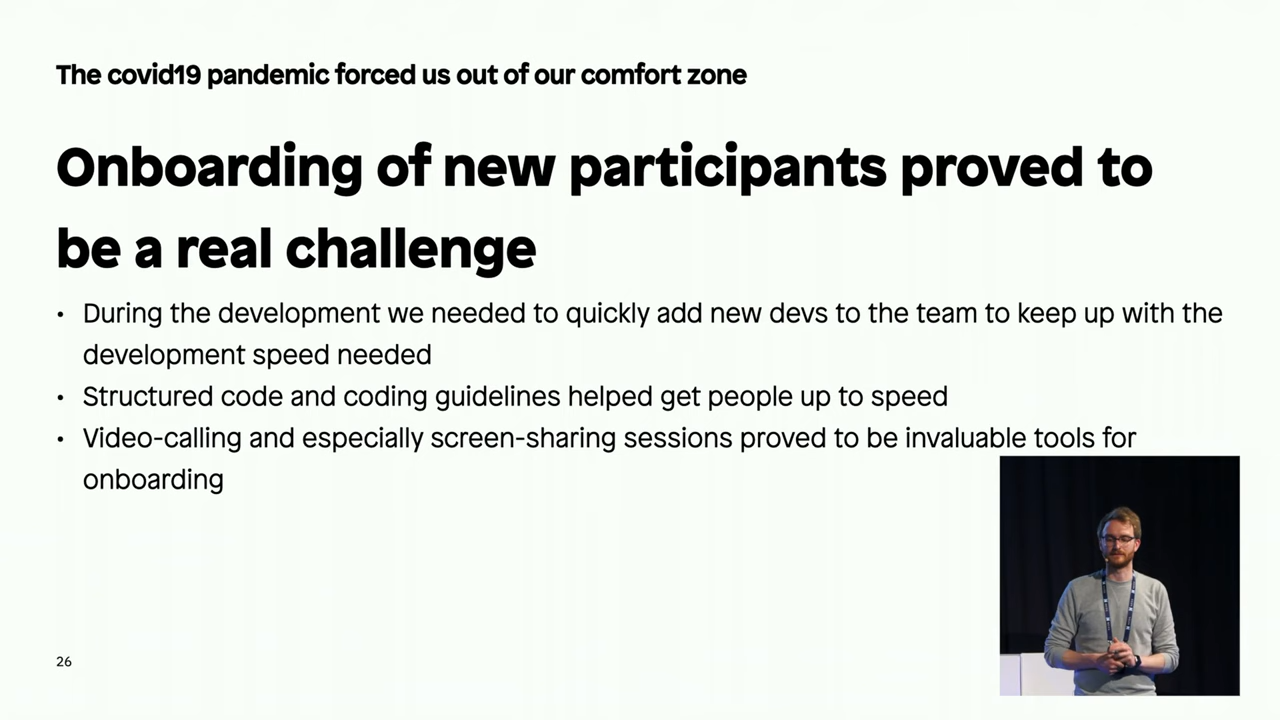 The covid19 pandemic forced us out of our comfort zone
Onboarding of new participants proved to
be a real challenge
• During the development we needed to quickly add new devs to the team to keep up with the
development speed needed
• Structured code and coding guidelines helped get people up to speed
• Video-calling and especially screen-sharing sessions proved to be invaluable tools for
onboarding
26